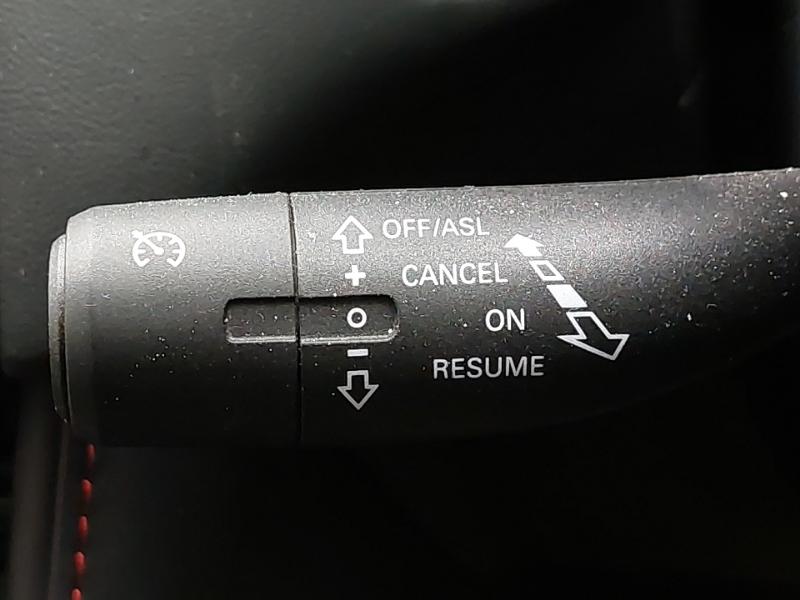 OFF/ASL
+ CANCEL
O ON
– RESUME